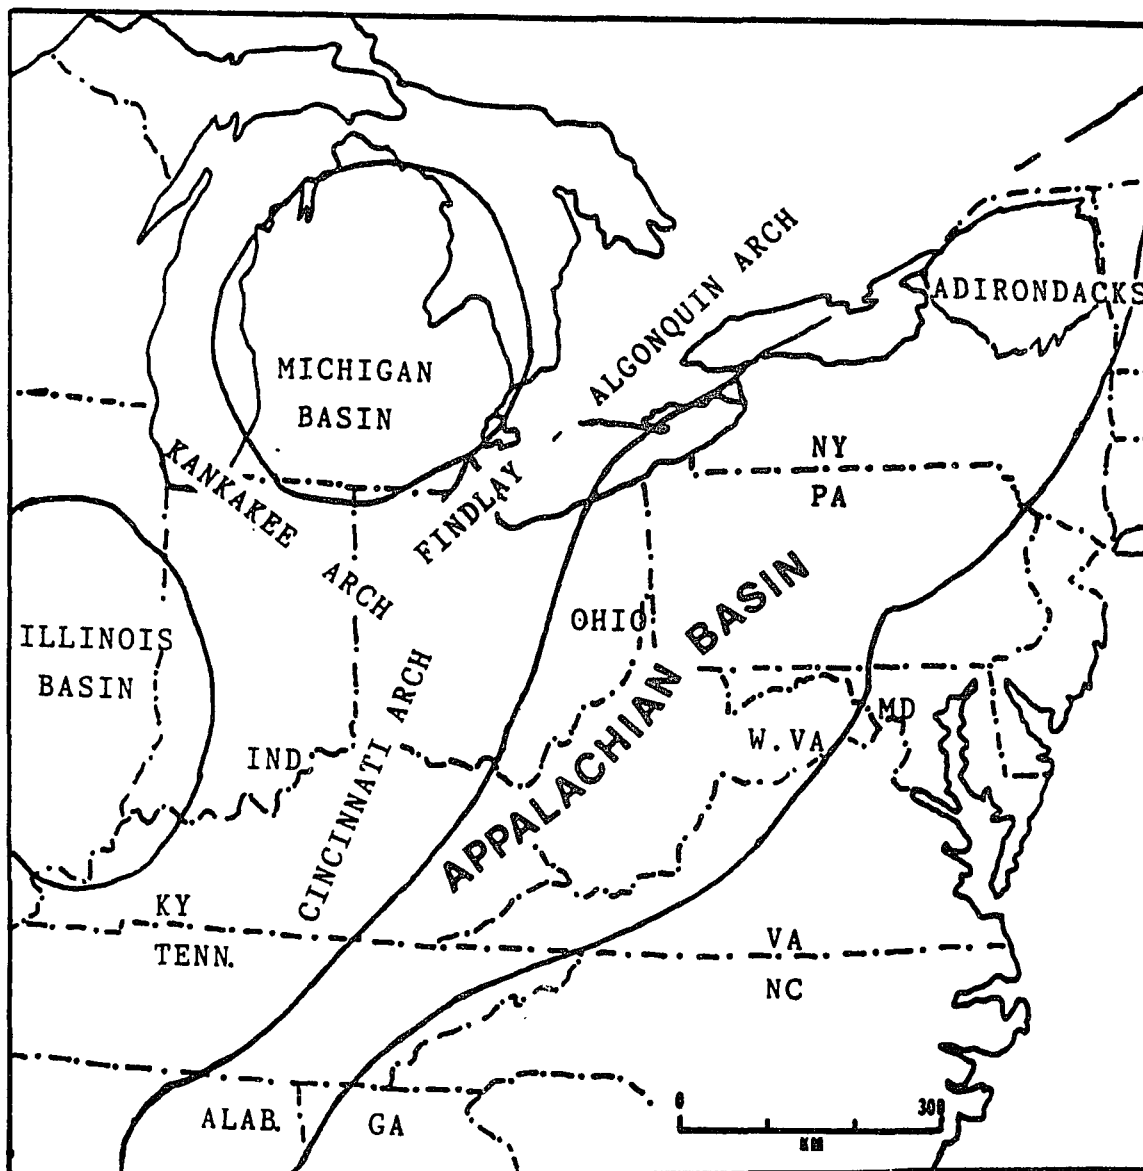 ALGONQUIN ARCH
ADIRONDACKS
MICHIGAN
BASIN
KANKAKEE ARCH
FINDLAY
NY
PA
ILLINOIS
BASIN
OHIO
APPALACHIAN BASIN
CINCINNATI ARCH
IND
W.VA
MD
KY
TENN.
VA
NC
ALAB.
GA
0 300
KM